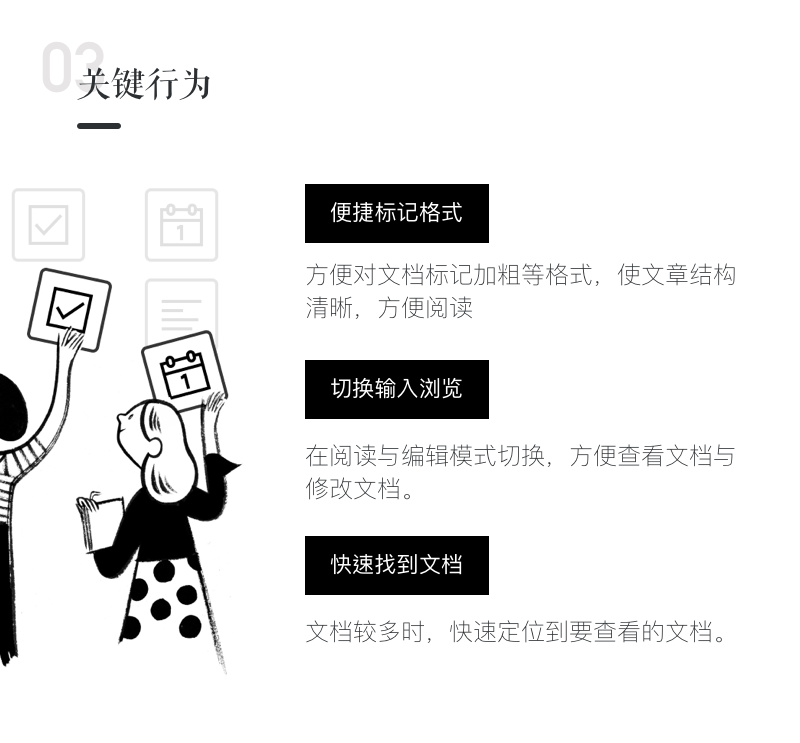 03
关键行为
1
1
便捷标记格式
方便对文档标记加粗等格式，使文章结构
清晰，方便阅读
切换输入浏览
在阅读与编辑模式切换，方便查看文档与
修改文档。
快速找到文档
文档较多时，快速定位到要查看的文档。